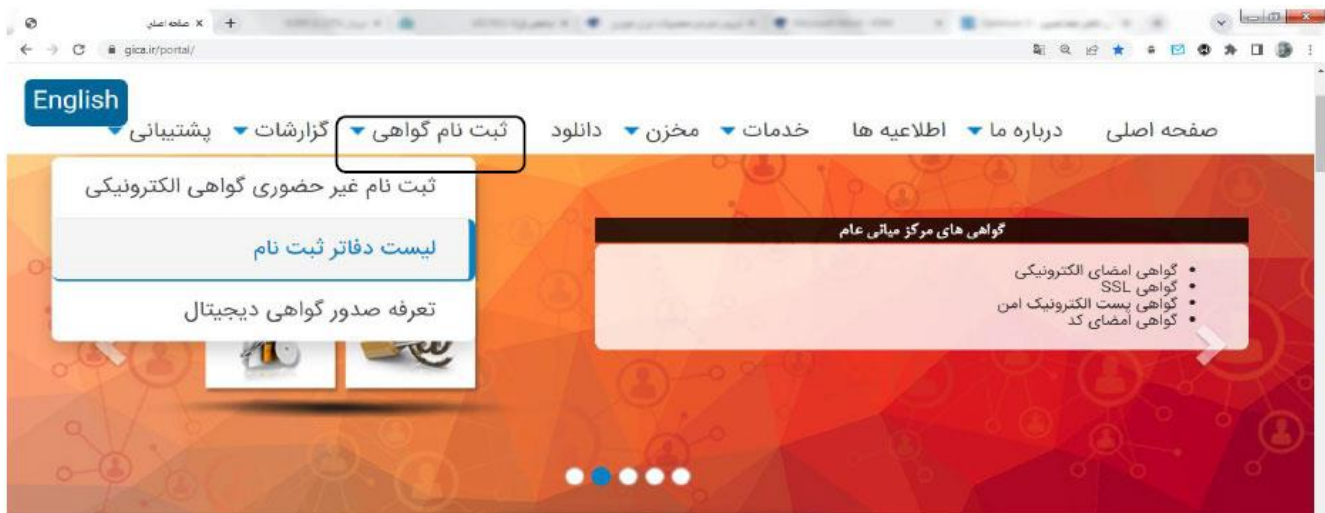 صفحه اصلی
gica.ir/portal/
English
صفحه اصلی درباره ما اطلاعیه ها خدمات مخزن دانلود ثبت نام گواهی گزارشات پشتیبانی
ثبت نام غیر حضوری گواهی الکترونیکی
لیست دفاتر ثبت نام
تعرفه صدور گواهی دیجیتال
گواهی های مرکز میانی عام
گواهی امضای الکترونیکی
گواهی SSL
گواهی پست الکترونیک امن
گواهی امضای کد